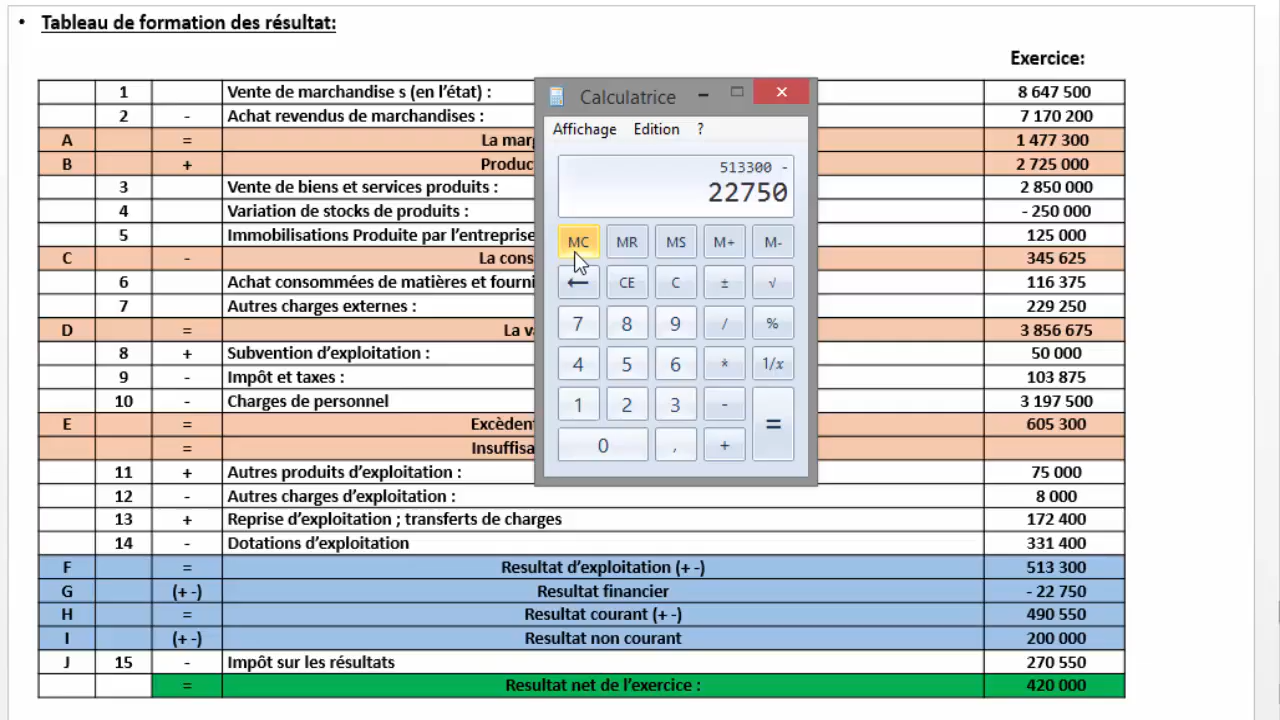 • Tableau de formation des résultat:
Exercice:
1 Vente de marchandise s (en l’état) : 8 647 500
2 - Achat revendus de marchandises : 7 170 200
A = La 1 477 300
B + 2 725 000
3 Vente de biens et services produits : 2 850 000
4 Variation de stocks de produits : - 250 000
5 Immobilisations Produite par l’entreprise 125 000
C - La 345 625
6 Achat consommées de matières et 116 375
7 Autres charges externes : 229 250
D = La 3 856 675
8 + Subvention d’exploitation : 50 000
9 - Impôt et taxes : 103 875
10 - Charges de personnel 3 197 500
E = 605 300
=
11 + Autres produits d’exploitation : 75 000
12 - Autres charges d’exploitation : 8 000
13 + Reprise d’exploitation ; transferts de charges 172 400
14 - Dotations d’exploitation 331 400
F = Resultat d’exploitation (+ -) 513 300
G (+ -) Resultat financier - 22 750
H = Resultat courant (+ -) 490 550
I (+ -) Resultat non courant 200 000
J 15 - Impôt sur les résultats 270 550
= Resultat net de l’exercice : 420 000
Calculatrice
Affichage Edition ?
513300 -
22750
MC MR MS M+ M-
← CE C ± √
7 8 9 / %
4 5 6 * 1/x
1 2 3 - =
0 , +